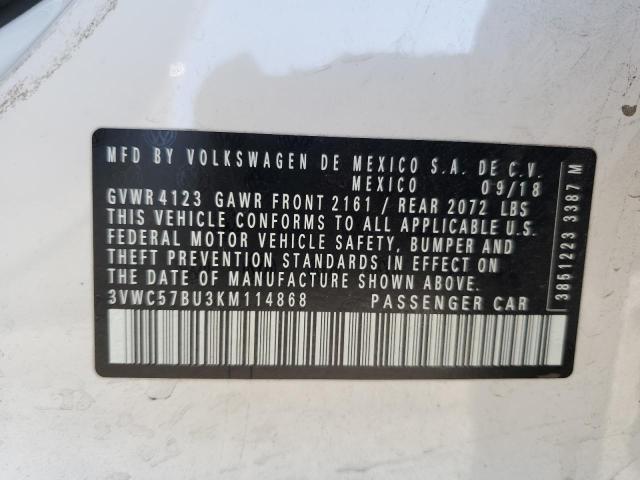 MFD BY VOLKSWAGEN DE MEXICO S.A. DE C.V.
MEXICO 09/18
GVWR 4123 GAWR FRONT 2161 / REAR 2072 LBS
THIS VEHICLE CONFORMS TO ALL APPLICABLE U.S.
FEDERAL MOTOR VEHICLE SAFETY, BUMPER AND
THEFT PREVENTION STANDARDS IN EFFECT ON
THE DATE OF MANUFACTURE SHOWN ABOVE.
3VWC57BU3KM114868 PASSENGER CAR
3851223 3387 M